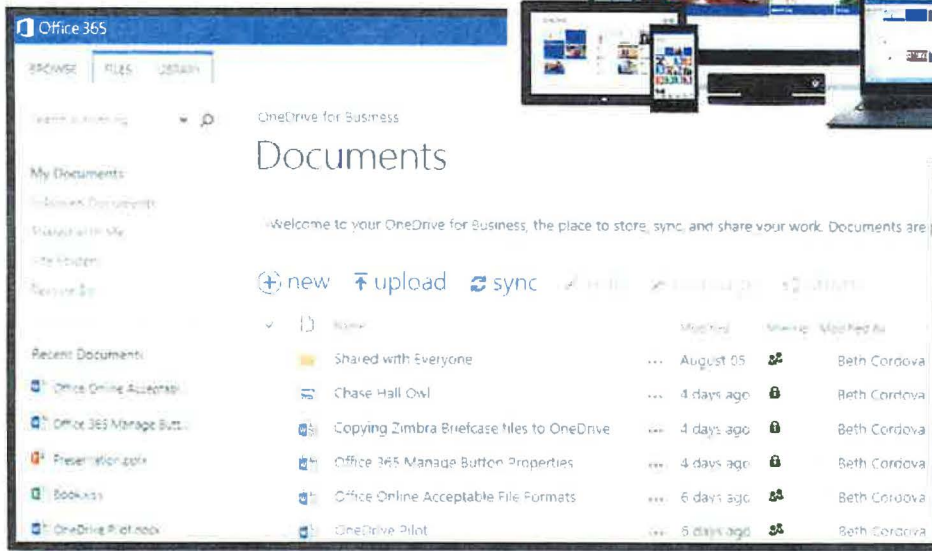 Office 365
BROWSE FILES LIBRARY
OneDrive for Business
Documents
My Documents
Welcome to your OneDrive for Business, the place to store, sync, and share your work. Documents are
new upload sync
Name Modified Sharing Modified By
Recent Documents
Shared with Everyone ... August 05 Beth Cordova
Office Online Acceptabl...
Chase Hall Owl ... 4 days ago Beth Cordova
Office 365 Manage Butt...
Copying Zimbra Briefcase files to OneDrive ... 4 days ago Beth Cordova
Presentation.pptx
Office 365 Manage Button Properties ... 4 days ago Beth Cordova
Book.xlsx
Office Online Acceptable File Formats ... 6 days ago Beth Cordova
OneDrive Pilot.docx
OneDrive Pilot ... 6 days ago Beth Cordova